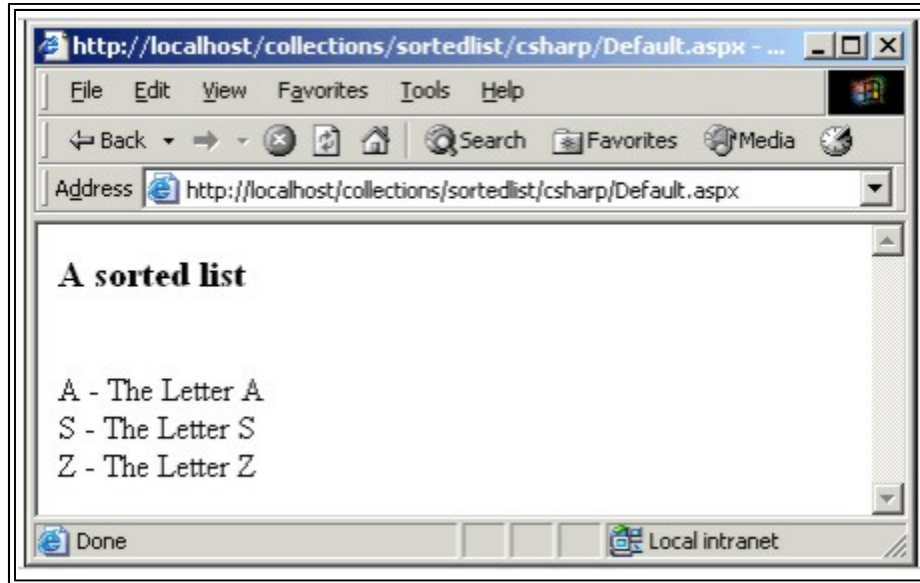 http://localhost/collections/sortedlist/csharp/Default.aspx - ...
File Edit View Favorites Tools Help
Back Search Favorites Media
Address http://localhost/collections/sortedlist/csharp/Default.aspx
A sorted list
A - The Letter A
S - The Letter S
Z - The Letter Z
Done Local intranet